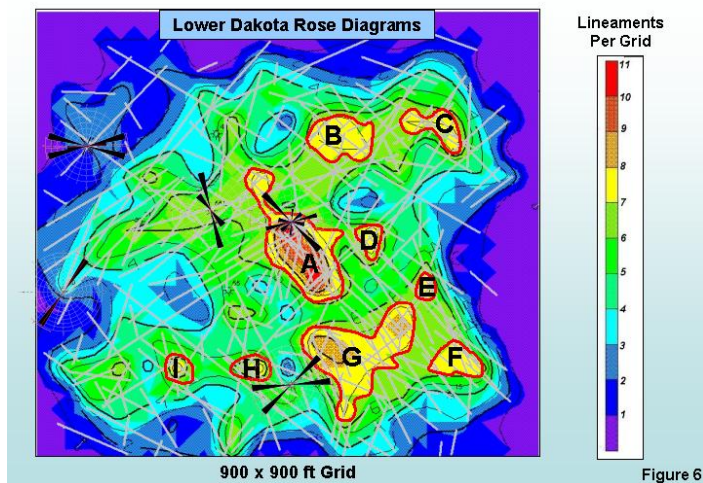 Lower Dakota Rose Diagrams
Lineaments
Per Grid
11
10
9
8
7
6
5
4
3
2
1
B
C
D
A
E
G
F
I
H
900 x 900 ft Grid
Figure 6